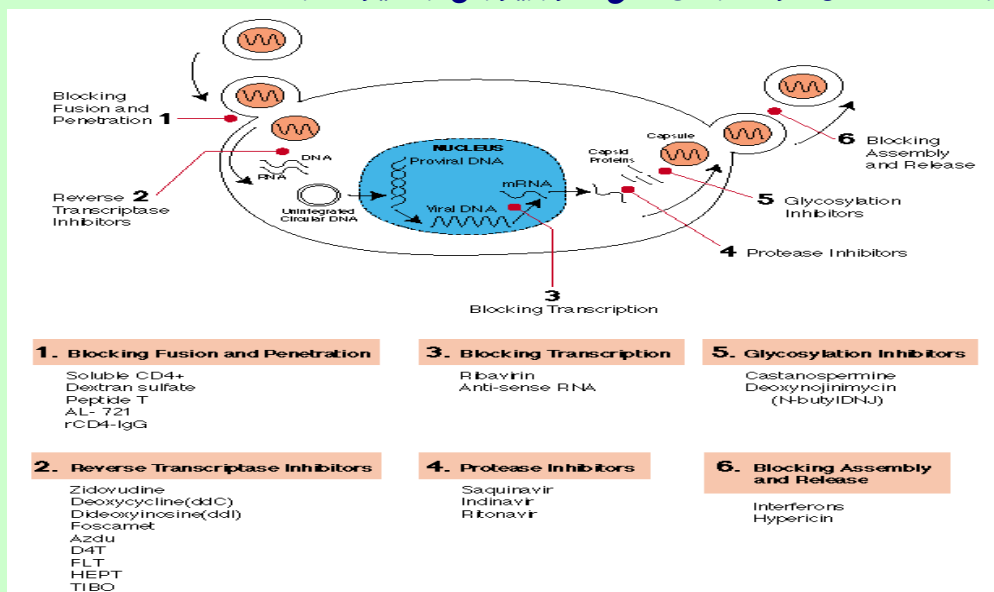 Blocking
Fusion and
Penetration 1
Reverse 2
Transcriptase
Inhibitors
DNA
RNA
Unintegrated
Circular DNA
NUCLEUS
Proviral DNA
mRNA
Viral DNA
Capsid
Proteins
Capsule
6 Blocking
Assembly
and Release
5 Glycosylation
Inhibitors
4 Protease Inhibitors
3
Blocking Transcription
1. Blocking Fusion and Penetration
Soluble CD4+
Dextran sulfate
Peptide T
AL- 721
rCD4-IgG
3. Blocking Transcription
Ribavirin
Anti-sense RNA
5. Glycosylation Inhibitors
Castanospermine
Deoxynojinimycin
(N-butylDNJ)
2. Reverse Transcriptase Inhibitors
Zidovudine
Deoxycycline(ddC)
Dideoxyinosine(ddI)
Foscamet
Azdu
D4T
FLT
HEPT
TIBO
4. Protease Inhibitors
Saquinavir
Indinavir
Ritonavir
6. Blocking Assembly
and Release
Interferons
Hypericin